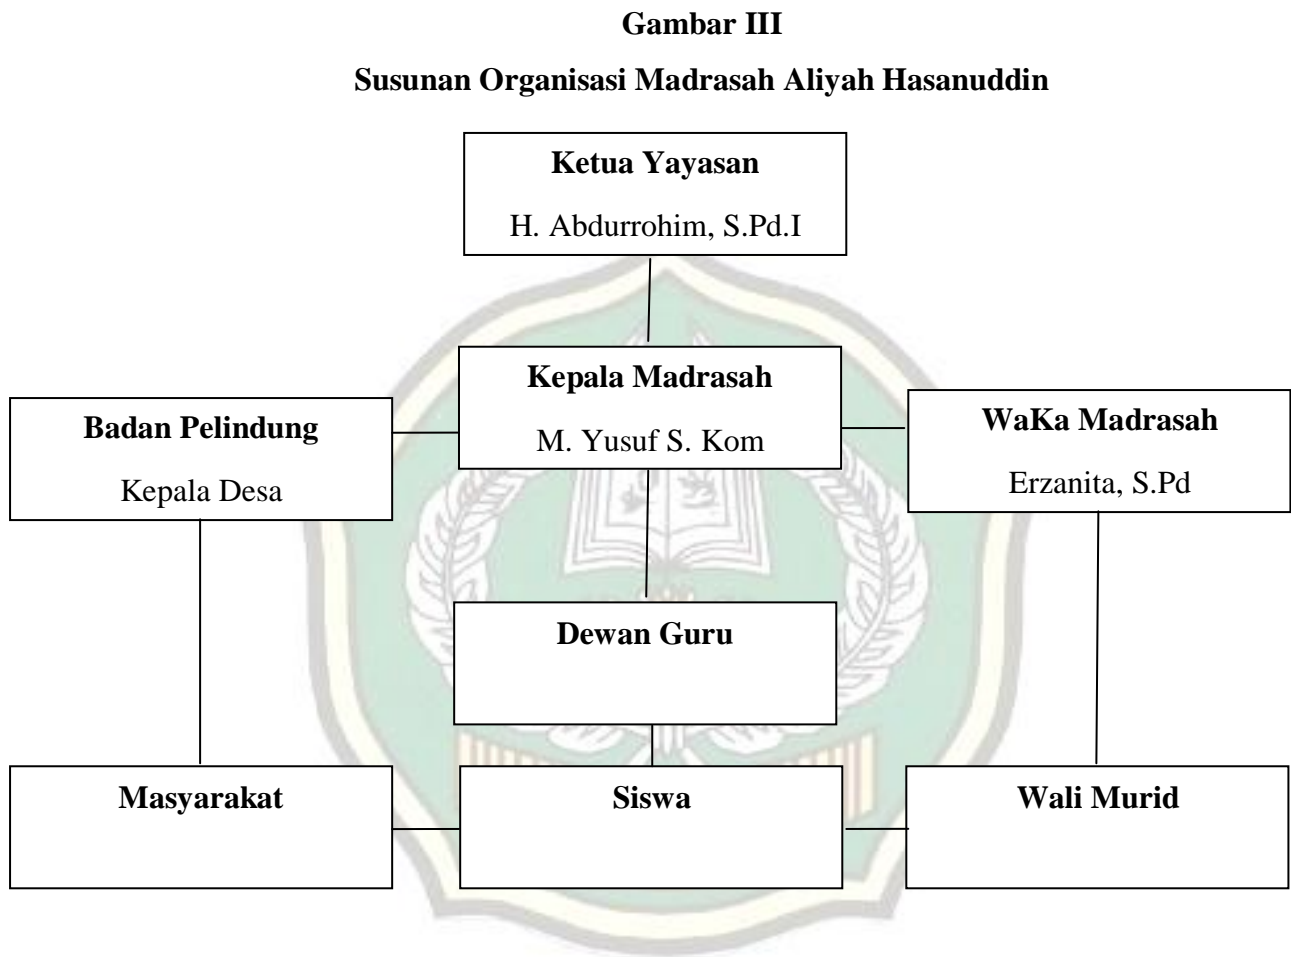 Gambar III
Susunan Organisasi Madrasah Aliyah Hasanuddin
Ketua Yayasan
H. Abdurrohim, S.Pd.I
Kepala Madrasah
M. Yusuf S. Kom
Badan Pelindung
Kepala Desa
WaKa Madrasah
Erzanita, S.Pd
Dewan Guru
Masyarakat
Siswa
Wali Murid